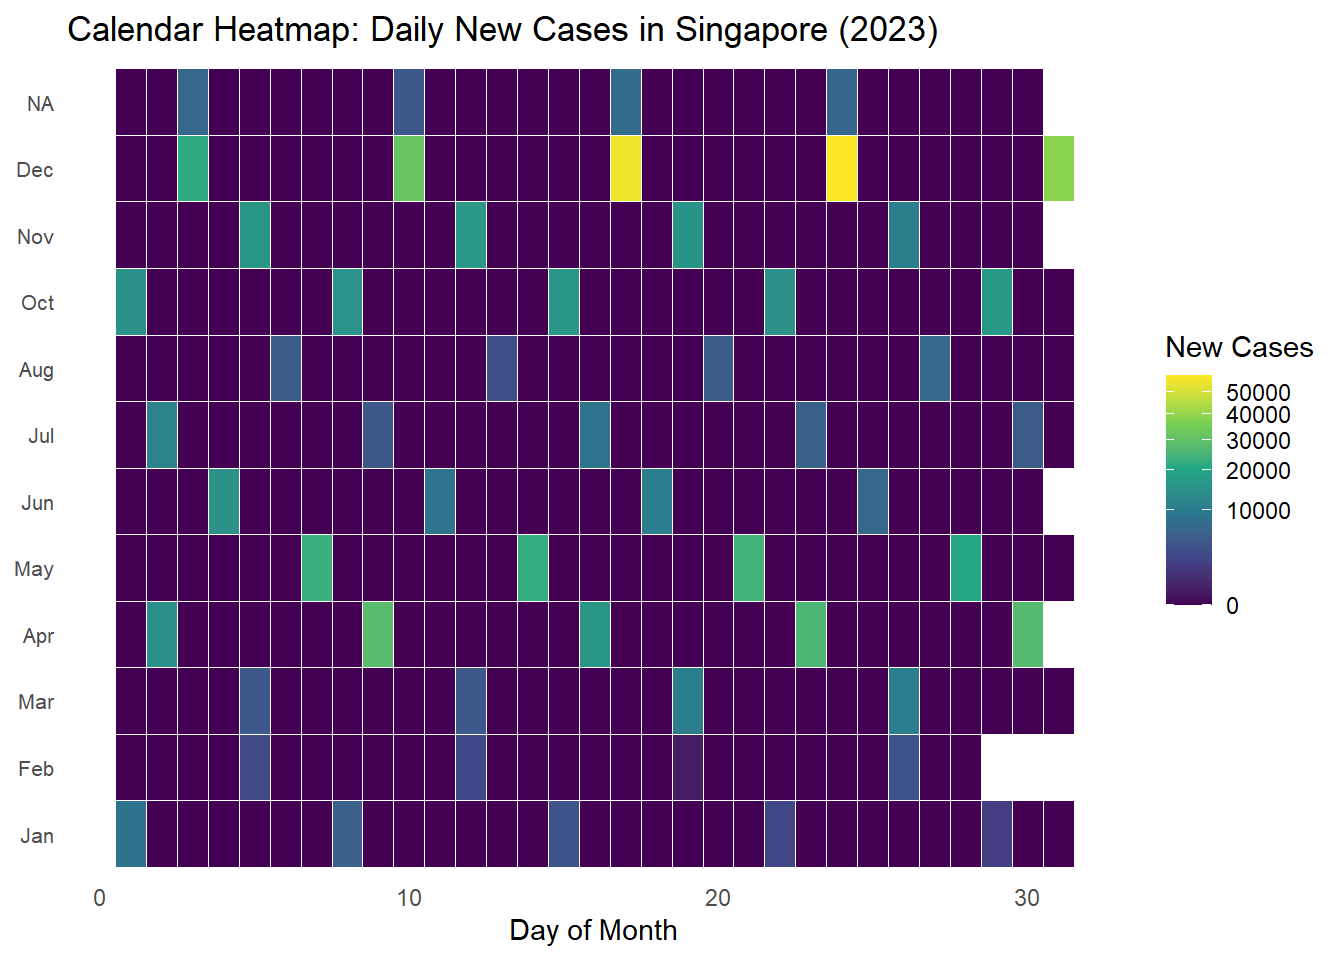 Calendar Heatmap: Daily New Cases in Singapore (2023)
NA
Dec
Nov
Oct
Aug
Jul
Jun
May
Apr
Mar
Feb
Jan
0 10 20 30
Day of Month
New Cases
50000
40000
30000
20000
10000
0